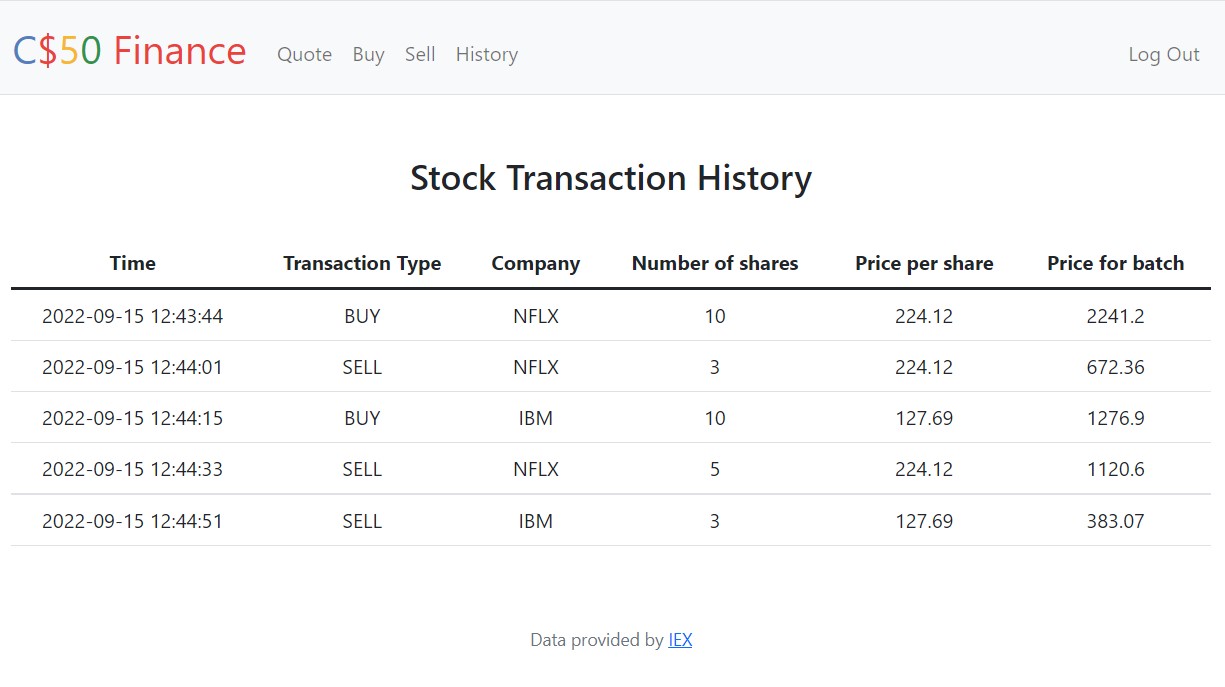 C$50 Finance Quote Buy Sell History Log Out
Stock Transaction History
Time Transaction Type Company Number of shares Price per share Price for batch
2022-09-15 12:43:44 BUY NFLX 10 224.12 2241.2
2022-09-15 12:44:01 SELL NFLX 3 224.12 672.36
2022-09-15 12:44:15 BUY IBM 10 127.69 1276.9
2022-09-15 12:44:33 SELL NFLX 5 224.12 1120.6
2022-09-15 12:44:51 SELL IBM 3 127.69 383.07
Data provided by IEX